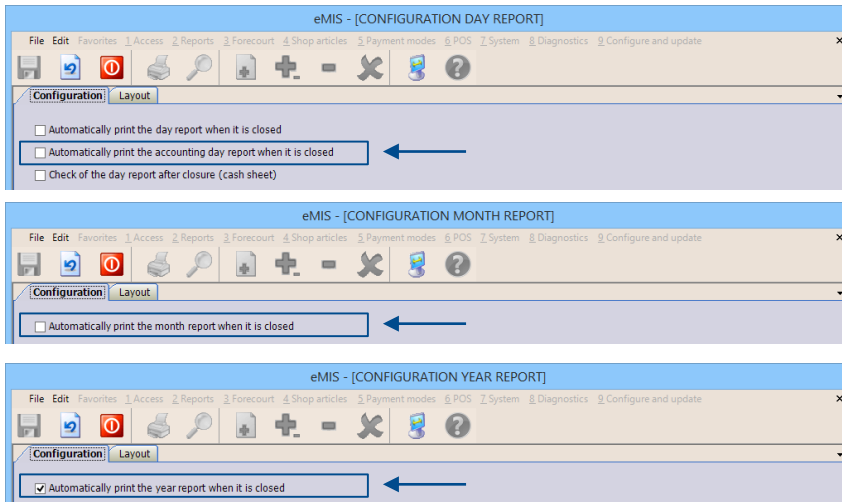 eMIS - [CONFIGURATION DAY REPORT]
File Edit Favorites 1 Access 2 Reports 3 Forecourt 4 Shop articles 5 Payment modes 6 POS 7 System 8 Diagnostics 9 Configure and update
Configuration Layout
Automatically print the day report when it is closed
Automatically print the accounting day report when it is closed
Check of the day report after closure (cash sheet)
eMIS - [CONFIGURATION MONTH REPORT]
File Edit Favorites 1 Access 2 Reports 3 Forecourt 4 Shop articles 5 Payment modes 6 POS 7 System 8 Diagnostics 9 Configure and update
Configuration Layout
Automatically print the month report when it is closed
eMIS - [CONFIGURATION YEAR REPORT]
File Edit Favorites 1 Access 2 Reports 3 Forecourt 4 Shop articles 5 Payment modes 6 POS 7 System 8 Diagnostics 9 Configure and update
Configuration Layout
Automatically print the year report when it is closed